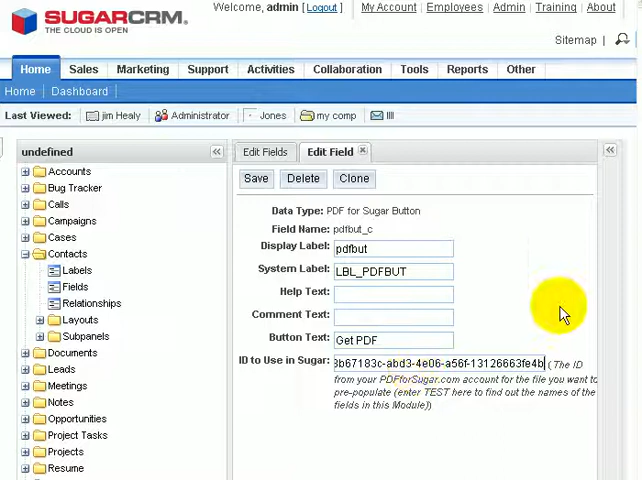 Welcome, admin [ Logout ] My Account Employees Admin Training About
SUGARCRM.
THE CLOUD IS OPEN
Sitemap
Home Sales Marketing Support Activities Collaboration Tools Reports Other
Home Dashboard
Last Viewed: jim Healy Administrator Jones my comp llll
undefined
Edit Fields Edit Field
Save Delete Clone
Accounts
Bug Tracker
Calls
Campaigns
Cases
Contacts
Labels
Fields
Relationships
Layouts
Subpanels
Documents
Leads
Meetings
Notes
Opportunities
Project Tasks
Projects
Resume
Data Type: PDF for Sugar Button
Field Name: pdfbut_c
Display Label: pdfbut
System Label: LBL_PDFBUT
Help Text:
Comment Text:
Button Text: Get PDF
ID to Use in Sugar: 3b67183c-abd3-4e06-a56f-13126663fe4b ( The ID
from your PDFforSugar.com account for the file you want to
pre-populate (enter TEST here to find out the names of the
fields in this Module))